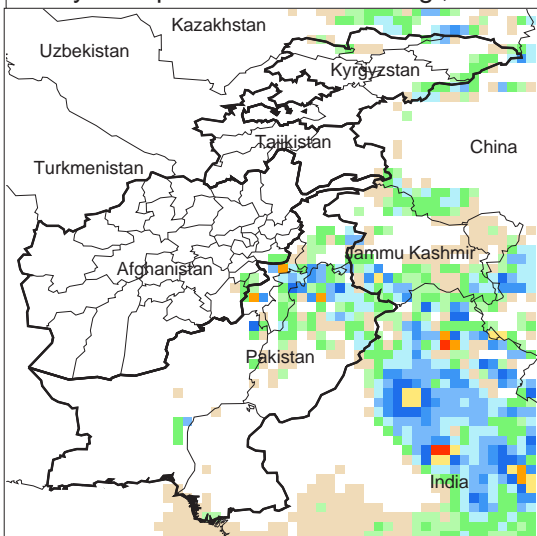 Kazakhstan
Uzbekistan
Kyrgyzstan
Tajikistan
China
Turkmenistan
Jammu Kashmir
Afghanistan
Pakistan
India